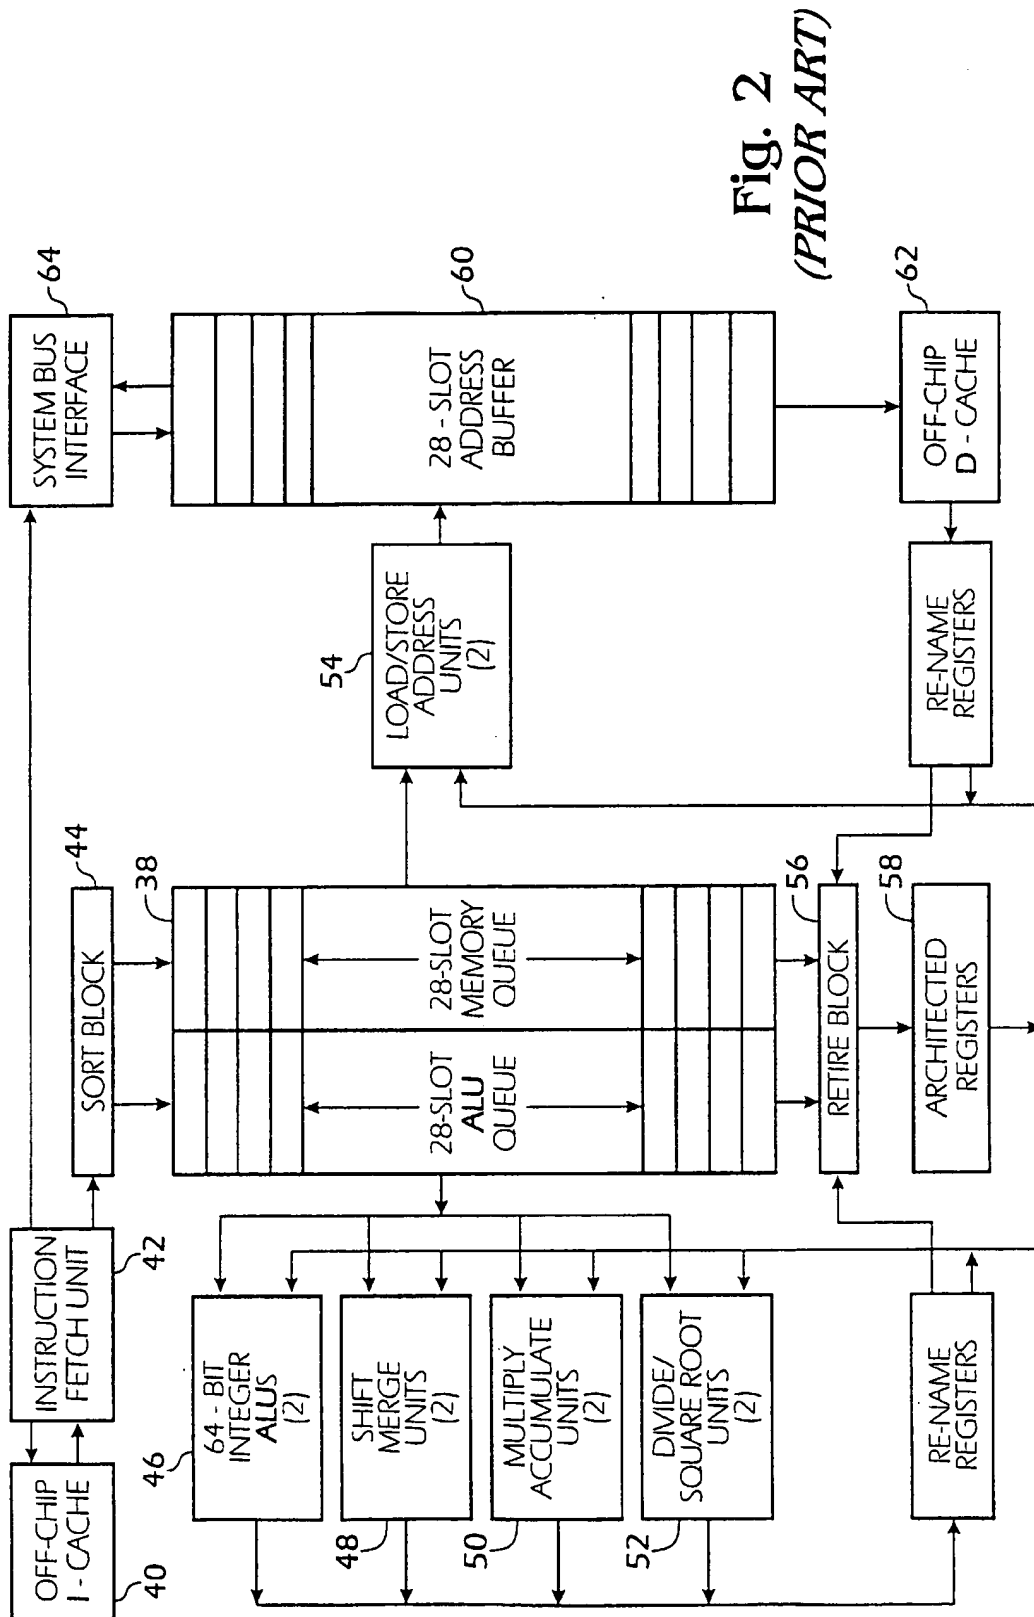 OFF-CHIP
I - CACHE
40
INSTRUCTION
FETCH UNIT
42
SORT BLOCK
44
SYSTEM BUS
INTERFACE
64
64 - BIT
INTEGER
ALUS
(2)
46
SHIFT
MERGE
UNITS
(2)
48
MULTIPLY
ACCUMULATE
UNITS
(2)
50
DIVIDE/
SQUARE ROOT
UNITS
(2)
52
28-SLOT
ALU
QUEUE
28-SLOT
MEMORY
QUEUE
38
LOAD/STORE
ADDRESS
UNITS
(2)
54
28 - SLOT
ADDRESS
BUFFER
60
RE-NAME
REGISTERS
RETIRE BLOCK
56
ARCHITECTED
REGISTERS
58
RE-NAME
REGISTERS
OFF-CHIP
D - CACHE
62
Fig. 2
(PRIOR ART)